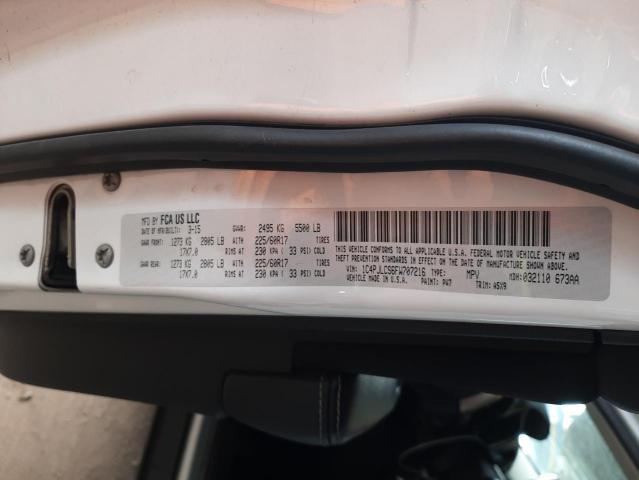 MFD BY FCA US LLC
DATE OF MFR/BUILT: 3-15 GVWR: 2495 KG 5500 LB
GAWR FRONT: 1273 KG 2805 LB WITH 225/60R17 TIRES
17X7.0 RIMS AT 230 KPA ( 33 PSI) COLD
GAWR REAR: 1273 KG 2805 LB WITH 225/60R17 TIRES
17X7.0 RIMS AT 230 KPA ( 33 PSI) COLD
THIS VEHICLE CONFORMS TO ALL APPLICABLE U.S.A. FEDERAL MOTOR VEHICLE SAFETY
AND THEFT PREVENTION STANDARDS IN EFFECT ON THE DATE OF MANUFACTURE SHOWN ABOVE.
VIN: 1C4PJLCS6FW707216 TYPE: MPV MDH: 032110 673AA
VEHICLE MADE IN U.S.A. PAINT: PW7 TRIM: A5X9